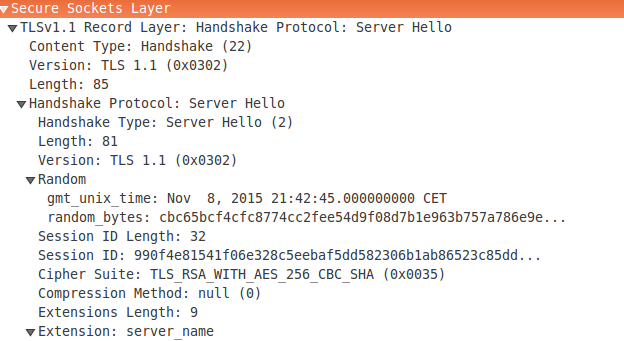 Secure Sockets Layer
TLSv1.1 Record Layer: Handshake Protocol: Server Hello
Content Type: Handshake (22)
Version: TLS 1.1 (0x0302)
Length: 85
Handshake Protocol: Server Hello
Handshake Type: Server Hello (2)
Length: 81
Version: TLS 1.1 (0x0302)
Random
gmt_unix_time: Nov  8, 2015 21:42:45.000000000 CET
random_bytes: cbc65bcf4cfc8774cc2fee54d9f08d7b1e963b757a786e9e...
Session ID Length: 32
Session ID: 990f4e81541f06e328c5eebaf5dd582306b1ab86523c85dd...
Cipher Suite: TLS_RSA_WITH_AES_256_CBC_SHA (0x0035)
Compression Method: null (0)
Extensions Length: 9
Extension: server_name